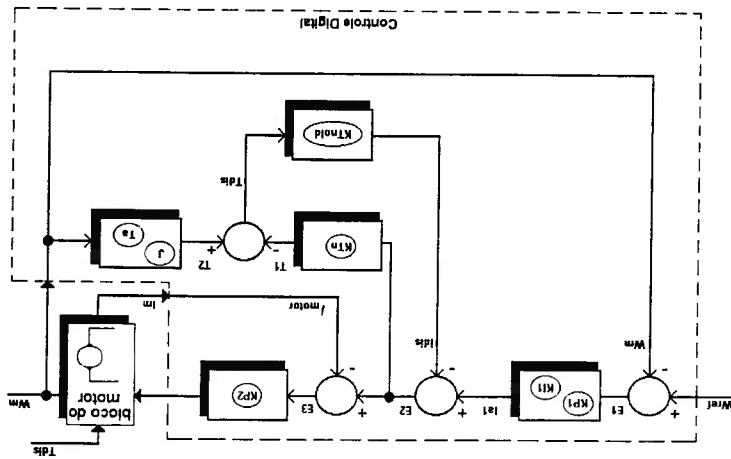 Tdis
Wref
+
-
E1
KP1
KI1
Ia1
+
-
E2
+
-
E3
KP2
bloco do
motor
Wm
Wm
Idis
Imotor
Im
KTn
T1
-
+
T2
J
Ta
Tdis
KTnold
Controle Digital